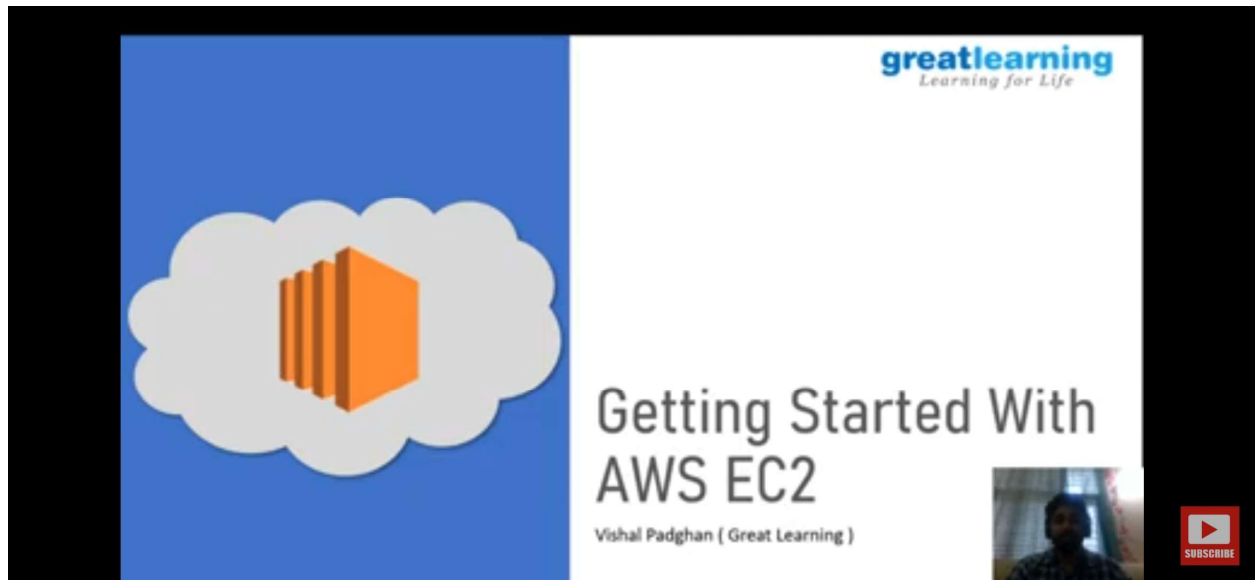 greatlearning
Learning for Life
Getting Started With
AWS EC2
Vishal Padghan ( Great Learning )
SUBSCRIBE